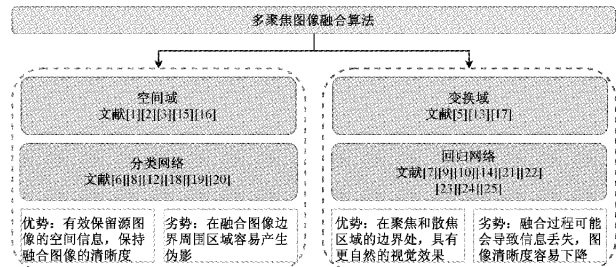 多聚焦图像融合算法
空间域
文献[1][2][3][15][16]
分类网络
文献[6][8][12][18][19][20]
优势：有效保留源图
像的空间信息，保持
融合图像的清晰度
劣势：在融合图像边界
周围区域容易产生
伪影
变换域
文献[5][13][17]
回归网络
文献[7][9][10][14][21][22]
[23][24][25]
优势：在聚焦和散焦
区域的边界处，具有
更自然的视觉效果
劣势：融合过程可能
会导致信息丢失，图
像清晰度容易下降